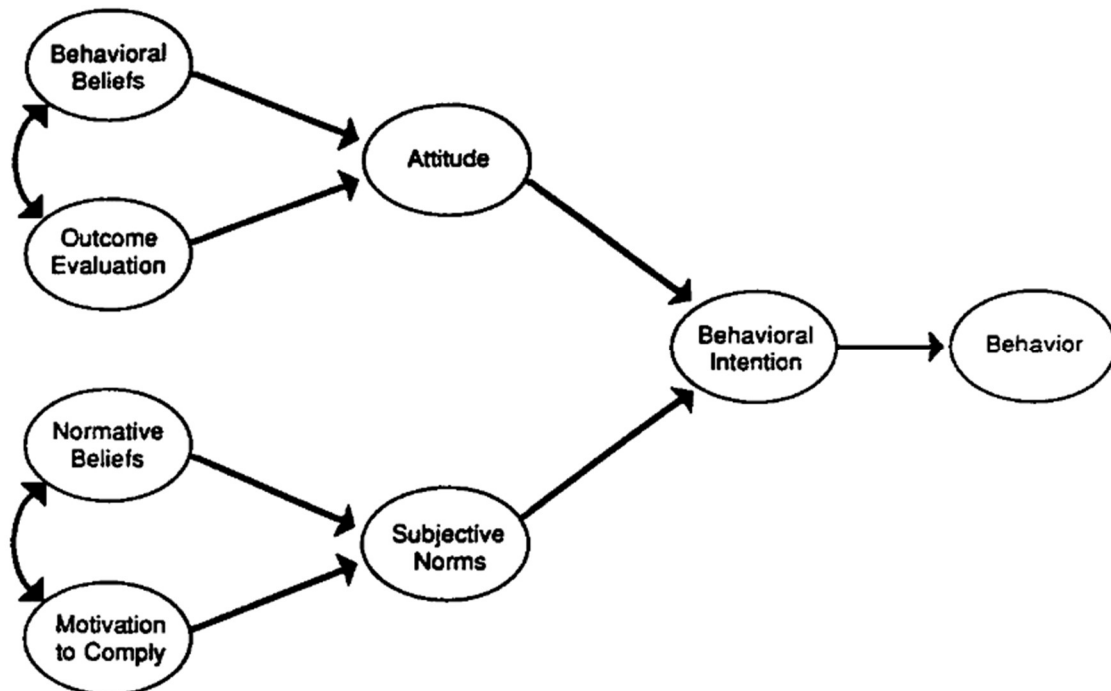 Behavioral
Beliefs
Attitude
Outcome
Evaluation
Behavioral
Intention
Behavior
Normative
Beliefs
Subjective
Norms
Motivation
to Comply